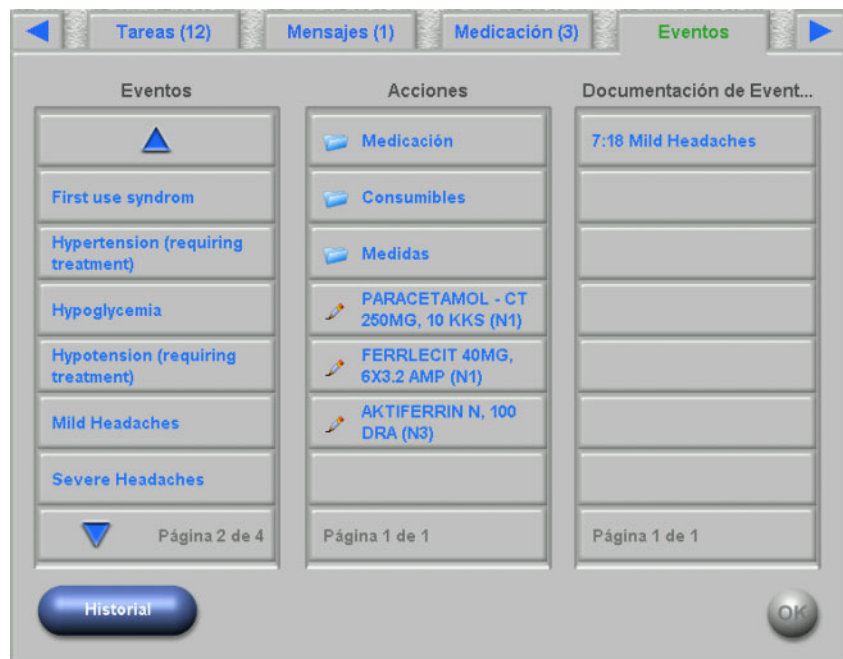 Tareas (12)
Mensajes (1)
Medicación (3)
Eventos
Eventos
First use syndrom
Hypertension (requiring
treatment)
Hypoglycemia
Hypotension (requiring
treatment)
Mild Headaches
Severe Headaches
Página 2 de 4
Acciones
Medicación
Consumibles
Medidas
PARACETAMOL - CT
250MG, 10 KKS (N1)
FERRLECIT 40MG,
6X3.2 AMP (N1)
AKTIFERRIN N, 100
DRA (N3)
Página 1 de 1
Documentación de Event...
7:18 Mild Headaches
Página 1 de 1
Historial
OK